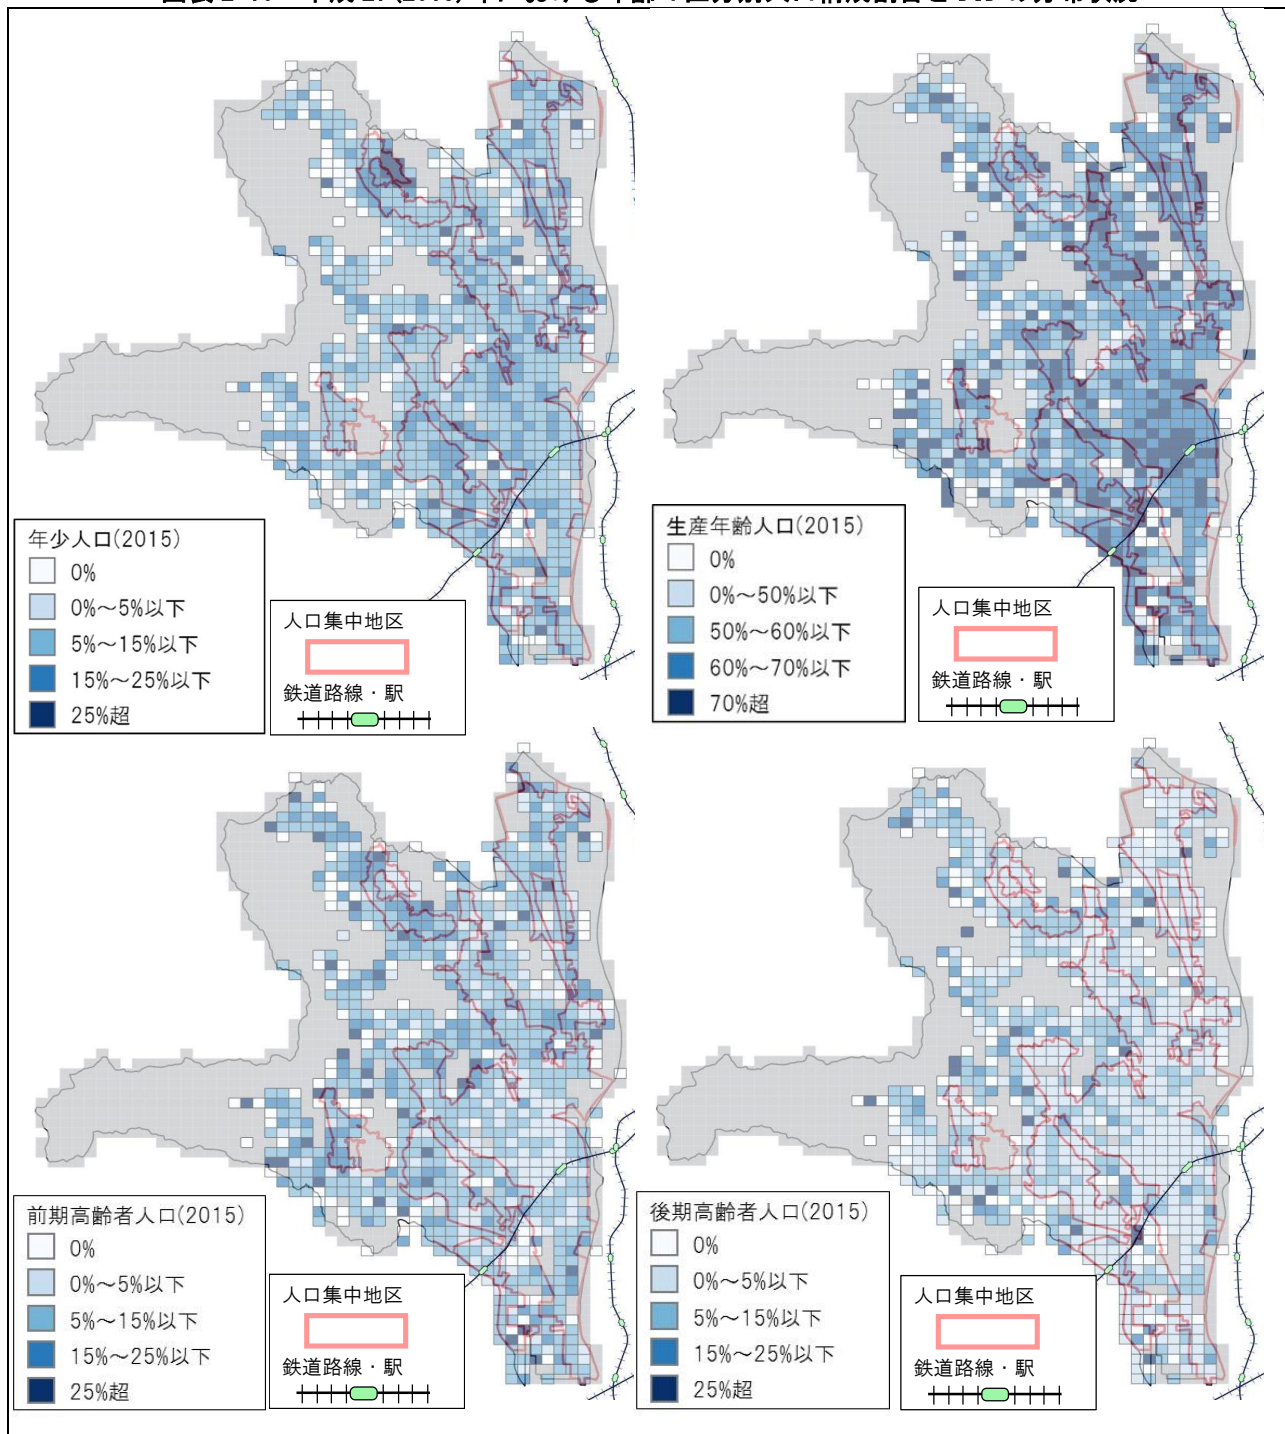 年少人口(2015)
0%
0%～5%以下
5%～15%以下
15%～25%以下
25%超
人口集中地区
鉄道路線・駅
生産年齢人口(2015)
0%
0%～50%以下
50%～60%以下
60%～70%以下
70%超
人口集中地区
鉄道路線・駅
前期高齢者人口(2015)
0%
0%～5%以下
5%～15%以下
15%～25%以下
25%超
人口集中地区
鉄道路線・駅
後期高齢者人口(2015)
0%
0%～5%以下
5%～15%以下
15%～25%以下
25%超
人口集中地区
鉄道路線・駅